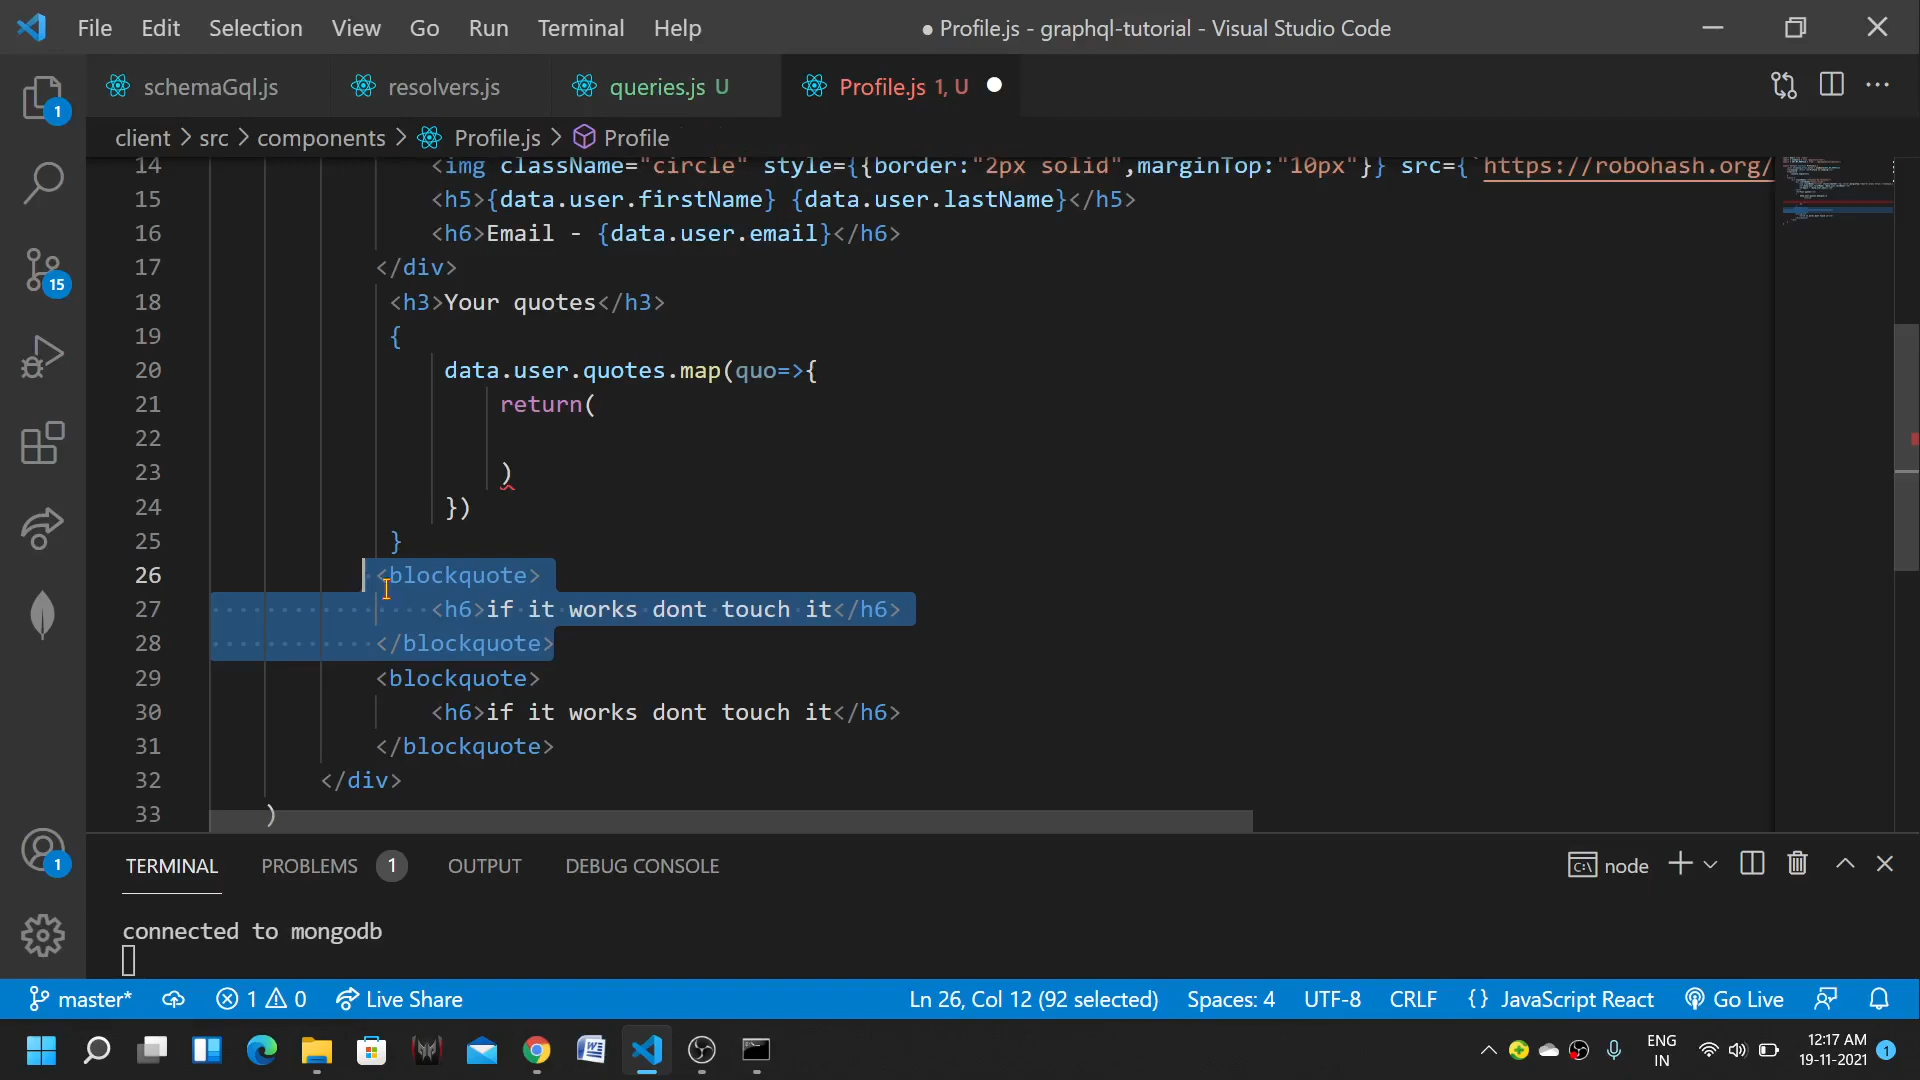 File Edit Selection View Go Run Terminal Help ● Profile.js - graphql-tutorial - Visual Studio Code
schemaGql.js resolvers.js queries.js U Profile.js 1, U
client > src > components > Profile.js > Profile
1
15
1
14 <img className="circle" style={{border:"2px solid",marginTop:"10px"}} src={`https://robohash.org/
15 <h5>{data.user.firstName} {data.user.lastName}</h5>
16 <h6>Email - {data.user.email}</h6>
17 </div>
18 <h3>Your quotes</h3>
19 {
20 data.user.quotes.map(quo=>{
21 return(
22
23 )
24 })
25 }
26 <blockquote>
27 <h6>if it works dont touch it</h6>
28 </blockquote>
29 <blockquote>
30 <h6>if it works dont touch it</h6>
31 </blockquote>
32 </div>
33 )
TERMINAL PROBLEMS 1 OUTPUT DEBUG CONSOLE node
connected to mongodb
master* 1 0 Live Share Ln 26, Col 12 (92 selected) Spaces: 4 UTF-8 CRLF {} JavaScript React Go Live
ENG 12:17 AM
IN 19-11-2021 1